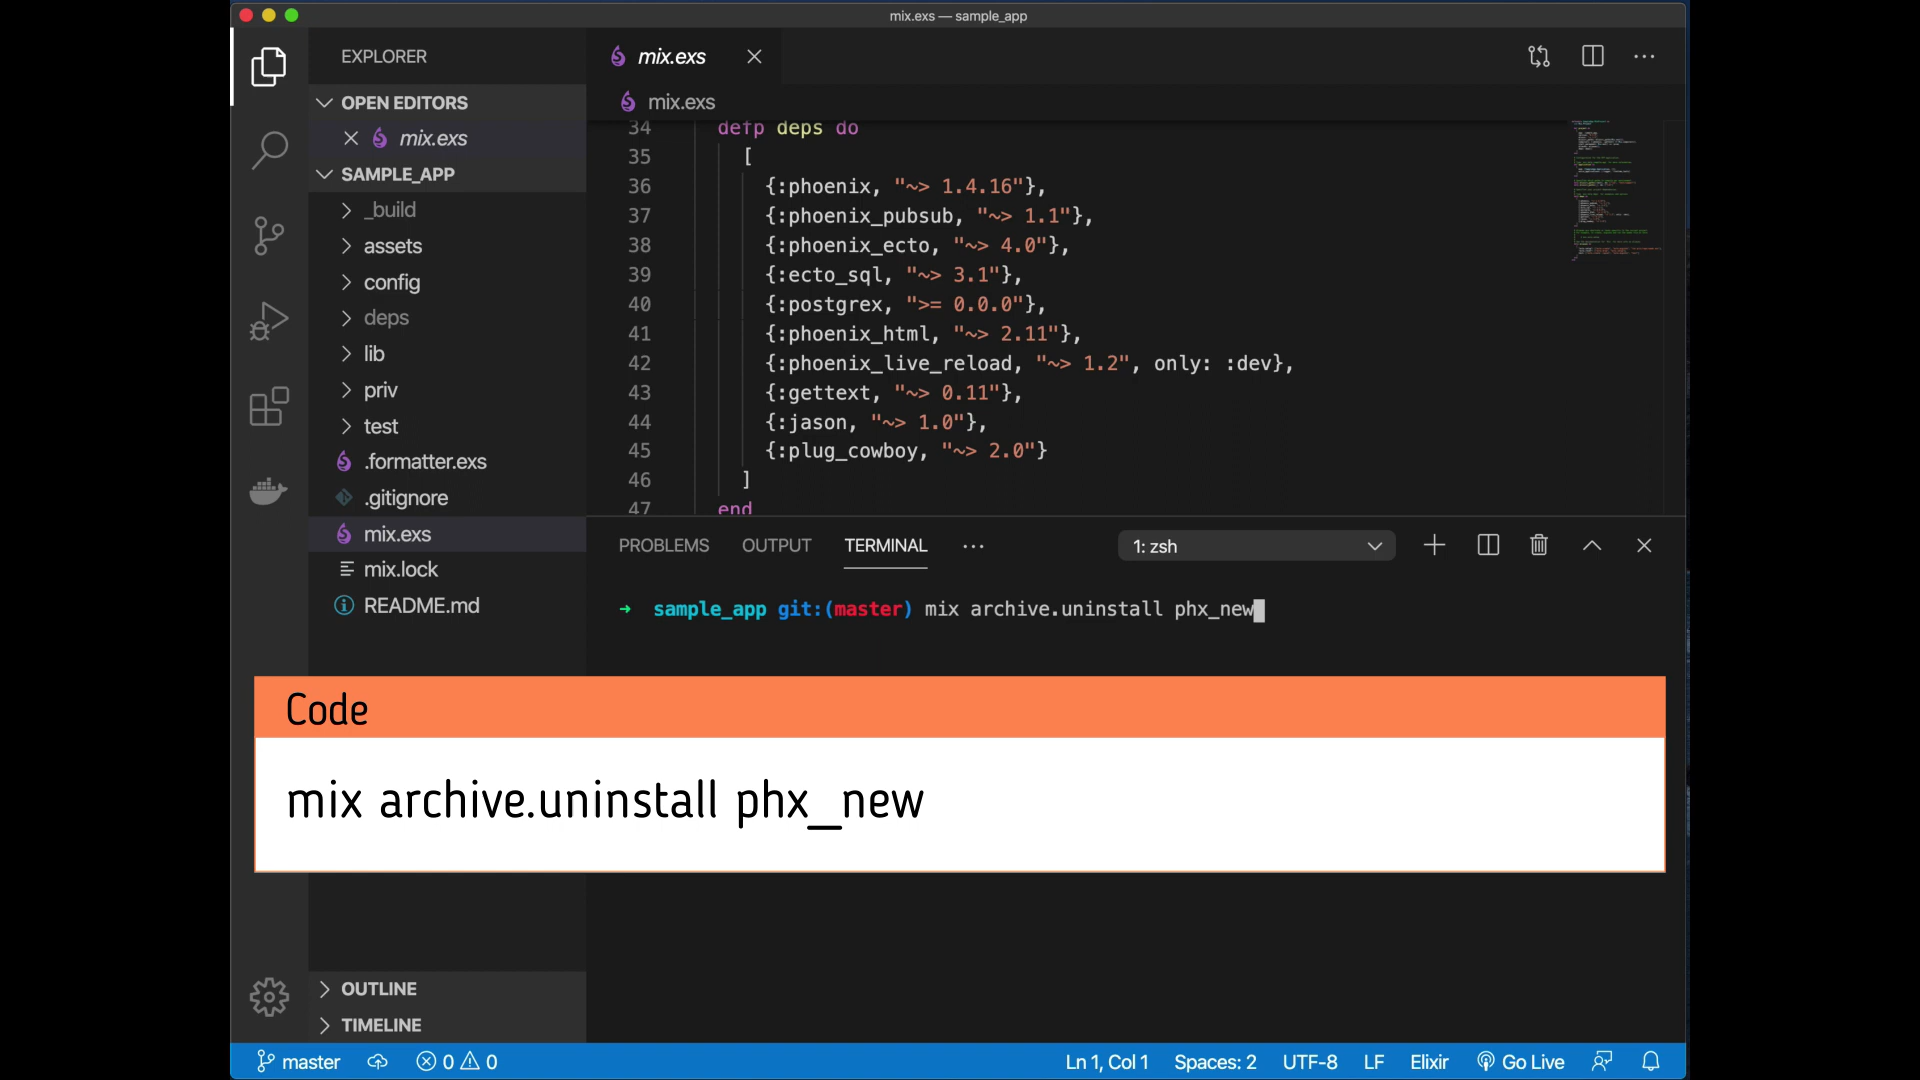 mix.exs — sample_app
EXPLORER
OPEN EDITORS
mix.exs
SAMPLE_APP
_build
assets
config
deps
lib
priv
test
.formatter.exs
.gitignore
mix.exs
mix.lock
README.md
OUTLINE
TIMELINE
mix.exs
mix.exs
34 defp deps do
35 [
36 {:phoenix, "~> 1.4.16"},
37 {:phoenix_pubsub, "~> 1.1"},
38 {:phoenix_ecto, "~> 4.0"},
39 {:ecto_sql, "~> 3.1"},
40 {:postgrex, ">= 0.0.0"},
41 {:phoenix_html, "~> 2.11"},
42 {:phoenix_live_reload, "~> 1.2", only: :dev},
43 {:gettext, "~> 0.11"},
44 {:jason, "~> 1.0"},
45 {:plug_cowboy, "~> 2.0"}
46 ]
47 end
PROBLEMS OUTPUT TERMINAL ··· 1: zsh
➜ sample_app git:(master) mix archive.uninstall phx_new
Code
mix archive.uninstall phx_new
master 0 0 Ln 1, Col 1 Spaces: 2 UTF-8 LF Elixir Go Live